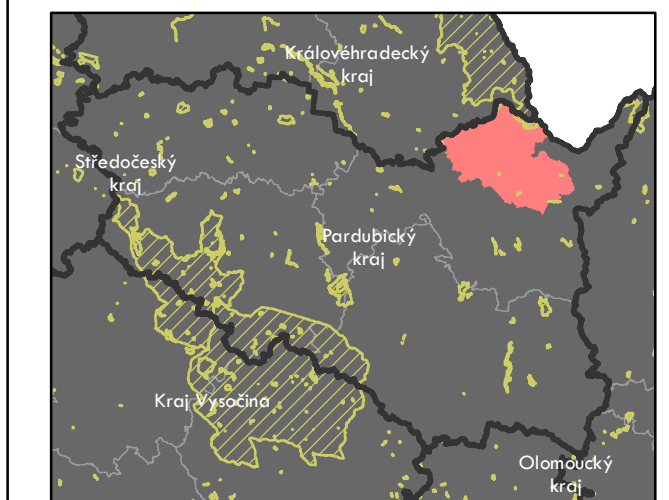 Královéhradecký
kraj
Středočeský
kraj
Pardubický
kraj
Kraj Vysočina
Olomoucký
kraj